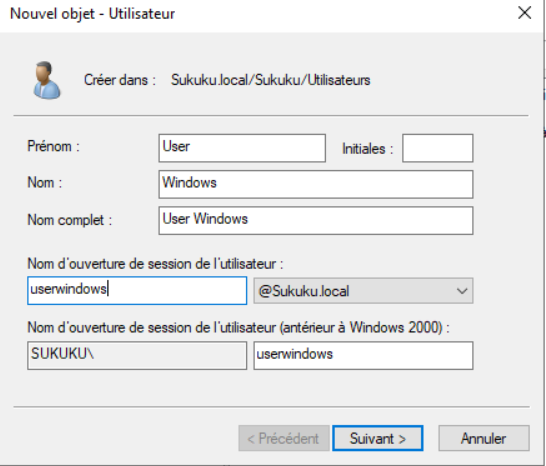 Nouvel objet - Utilisateur
Créer dans : Sukuku.local/Sukuku/Utilisateurs
Prénom : User Initiales :
Nom : Windows
Nom complet : User Windows
Nom d'ouverture de session de l'utilisateur :
userwindows @Sukuku.local
Nom d'ouverture de session de l'utilisateur (antérieur à Windows 2000) :
SUKUKU\ userwindows
< Précédent Suivant > Annuler